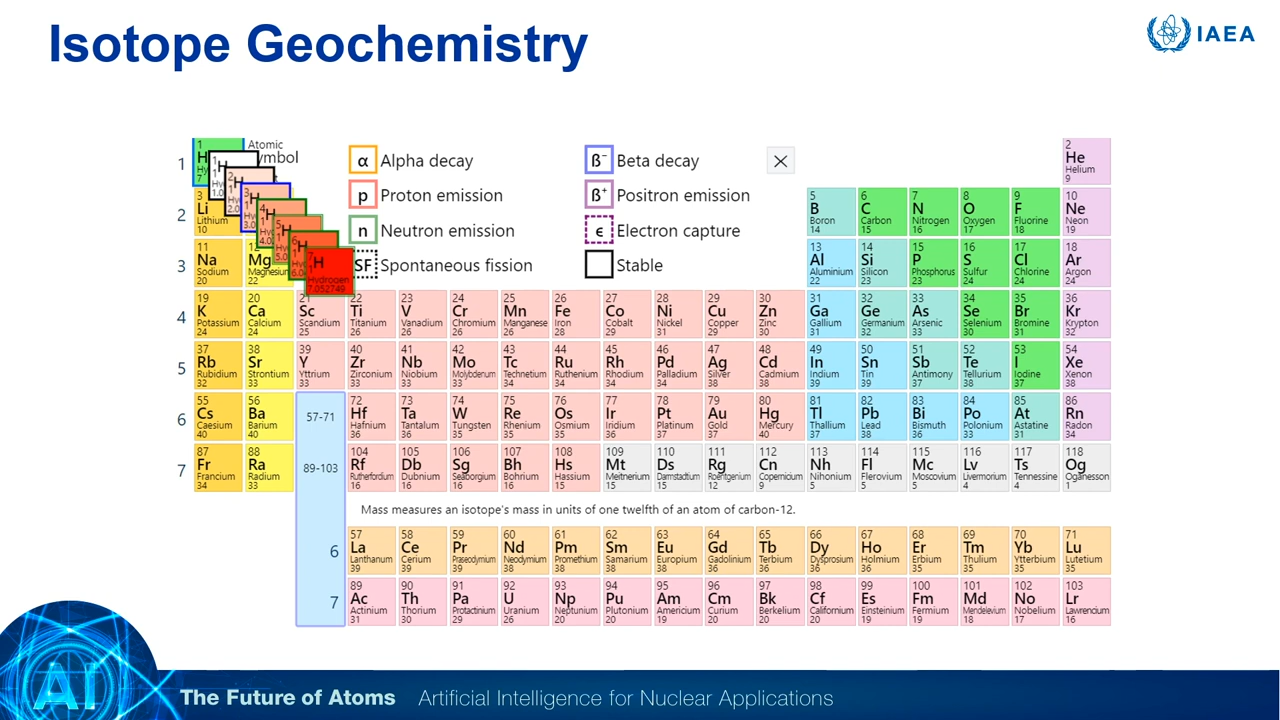 Isotope Geochemistry
IAEA
1 Atomic 2
1 H ymbol α Alpha decay ß⁻ Beta decay He
7 Helium
9
p Proton emission ß⁺ Positron emission
3 5 6 7 8 9 10
2 Li B C N O F Ne
Lithium Boron Carbon Nitrogen Oxygen Fluorine Neon
10 14 15 16 17 18 19
n Neutron emission ϵ Electron capture
11 12 13 14 15 16 17 18
3 Na Mg Al Si P S Cl Ar
Sodium Magnesium Aluminium Silicon Phosphorus Sulfur Chlorine Argon
20 22 22 23 23 24 24 24
SF Spontaneous fission Stable
7
H
1
Hydrogen
7.052749
19 20 21 22 23 24 25 26 27 28 29 30 31 32 33 34 35 36
4 K Ca Sc Ti V Cr Mn Fe Co Ni Cu Zn Ga Ge As Se Br Kr
Potassium Calcium Scandium Titanium Vanadium Chromium Manganese Iron Cobalt Nickel Copper Zinc Gallium Germanium Arsenic Selenium Bromine Krypton
24 24 25 26 26 26 26 28 28 31 29 30 31 32 33 30 31 32
37 38 39 40 41 42 43 44 45 46 47 48 49 50 51 52 53 54
5 Rb Sr Y Zr Nb Mo Tc Ru Rh Pd Ag Cd In Sn Sb Te I Xe
Rubidium Strontium Yttrium Zirconium Niobium Molybdenum Technetium Ruthenium Rhodium Palladium Silver Cadmium Indium Tin Antimony Tellurium Iodine Xenon
32 33 33 33 33 33 34 34 34 34 38 38 39 39 37 38 37 38
55 56 57-71 72 73 74 75 76 77 78 79 80 81 82 83 84 85 86
6 Cs Ba Hf Ta W Re Os Ir Pt Au Hg Tl Pb Bi Po At Rn
Caesium Barium Hafnium Tantalum Tungsten Rhenium Osmium Iridium Platinum Gold Mercury Thallium Lead Bismuth Polonium Astatine Radon
40 40 36 36 35 35 35 36 37 37 40 37 38 36 33 31 34
87 88 89-103 104 105 106 107 108 109 110 111 112 113 114 115 116 117 118
7 Fr Ra Rf Db Sg Bh Hs Mt Ds Rg Cn Nh Fl Mc Lv Ts Og
Francium Radium Rutherfordium Dubnium Seaborgium Bohrium Hassium Meitnerium Darmstadtium Roentgenium Copernicium Nihonium Flerovium Moscovium Livermorium Tennessine Oganesson
34 33 16 16 16 16 15 15 15 12 9 5 5 5 4 4 1
Mass measures an isotope's mass in units of one twelfth of an atom of carbon-12.
57 58 59 60 61 62 63 64 65 66 67 68 69 70 71
6 La Ce Pr Nd Pm Sm Eu Gd Tb Dy Ho Er Tm Yb Lu
Lanthanum Cerium Praseodymium Neodymium Promethium Samarium Europium Gadolinium Terbium Dysprosium Holmium Erbium Thulium Ytterbium Lutetium
39 39 39 38 38 38 38 36 36 36 36 35 35 35 35
89 90 91 92 93 94 95 96 97 98 99 100 101 102 103
7 Ac Th Pa U Np Pu Am Cm Bk Cf Es Fm Md No Lr
Actinium Thorium Protactinium Uranium Neptunium Plutonium Americium Curium Berkelium Californium Einsteinium Fermium Mendelevium Nobelium Lawrencium
31 30 29 26 20 20 19 20 20 20 19 19 18 17 16
AI
The Future of Atoms Artificial Intelligence for Nuclear Applications